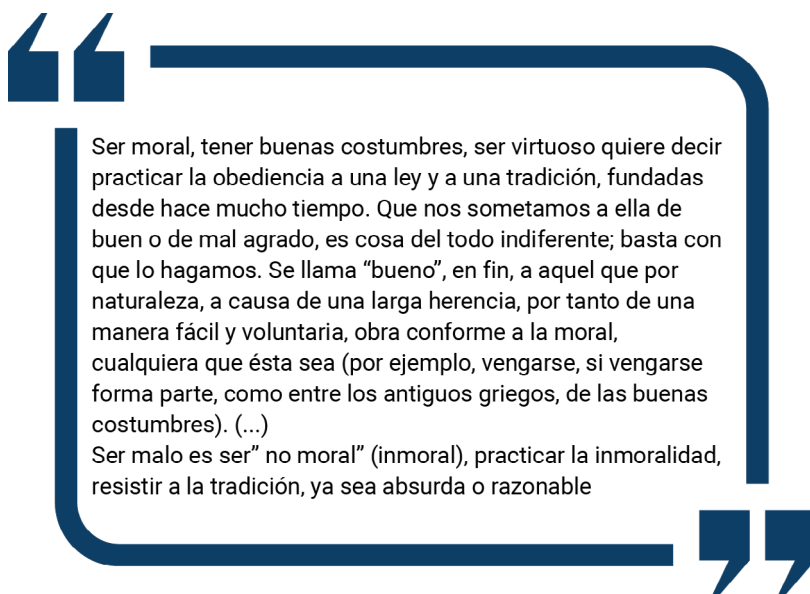 Ser moral, tener buenas costumbres, ser virtuoso quiere decir
practicar la obediencia a una ley y a una tradición, fundadas
desde hace mucho tiempo. Que nos sometamos a ella de
buen o de mal agrado, es cosa del todo indiferente; basta con
que lo hagamos. Se llama “bueno”, en fin, a aquel que por
naturaleza, a causa de una larga herencia, por tanto de una
manera fácil y voluntaria, obra conforme a la moral,
cualquiera que ésta sea (por ejemplo, vengarse, si vengarse
forma parte, como entre los antiguos griegos, de las buenas
costumbres). (...)
Ser malo es ser” no moral” (inmoral), practicar la inmoralidad,
resistir a la tradición, ya sea absurda o razonable